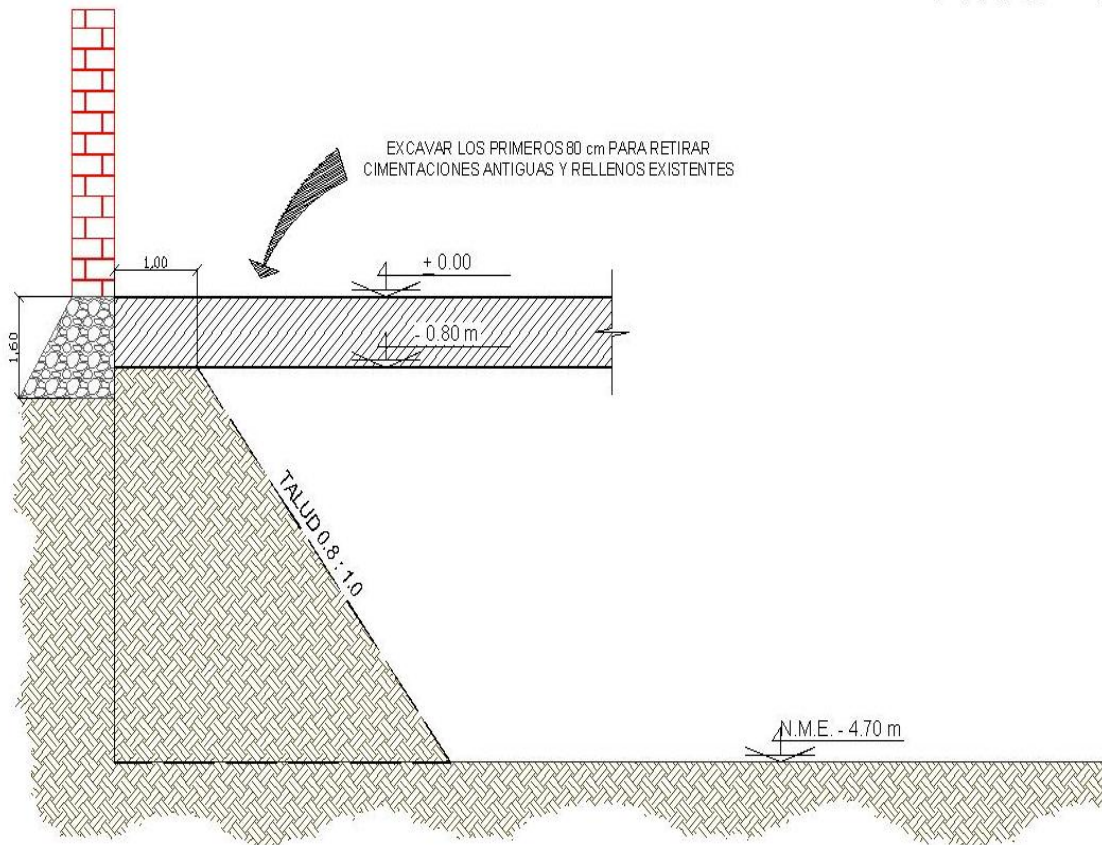 EXCAVAR LOS PRIMEROS 80 cm PARA RETIRAR
CIMENTACIONES ANTIGUAS Y RELLENOS EXISTENTES
1,00
+ 0.00
1,60
- 0.80 m
TALUD 0.8 : 1.0
N.M.E. - 4.70 m